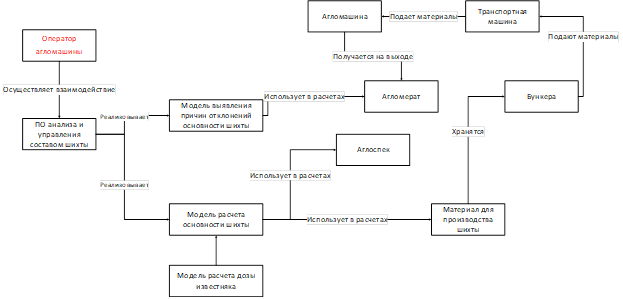 Агломашина
Подает материалы
Транспортная
машина
Оператор
агломашины
Подают материалы
Получается на выходе
Осуществляет взаимодействие
Использует в расчетах
Агломерат
Бункера
Модель выявления
причин отклонений
основности шихты
Реализовывает
ПО анализа и
управления
составом шихты
Хранятся
Аглоспек
Использует в расчетах
Реализовывает
Модель расчета
основности шихты
Использует в расчетах
Материал для
производства
шихты
Модель расчета дозы
известняка